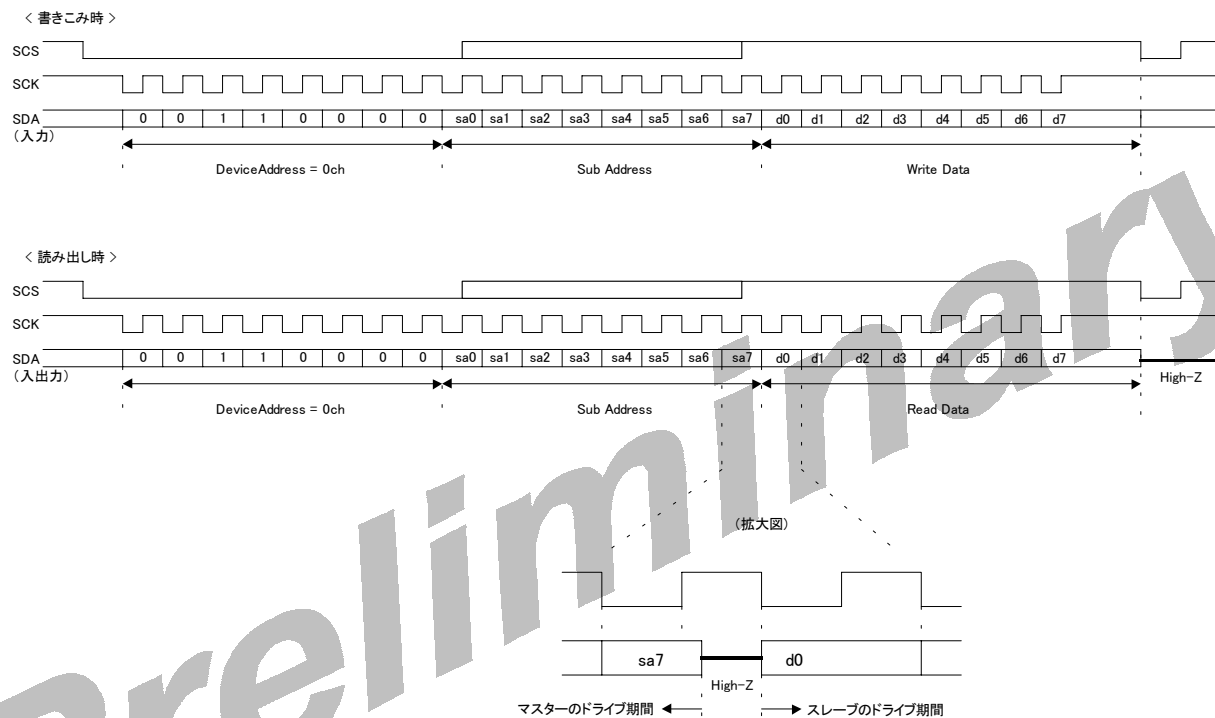 < 書きこみ時 >
SCS
SCK
SDA 0 0 1 1 0 0 0 0 sa0 sa1 sa2 sa3 sa4 sa5 sa6 sa7 d0 d1 d2 d3 d4 d5 d6 d7
(入力)
DeviceAddress = 0ch Sub Address Write Data
< 読み出し時 >
SCS
SCK
SDA 0 0 1 1 0 0 0 0 sa0 sa1 sa2 sa3 sa4 sa5 sa6 sa7 d0 d1 d2 d3 d4 d5 d6 d7
(入出力)
High-Z
DeviceAddress = 0ch Sub Address Read Data
(拡大図)
sa7 d0
High-Z
マスターのドライブ期間 スレーブのドライブ期間
Preliminary